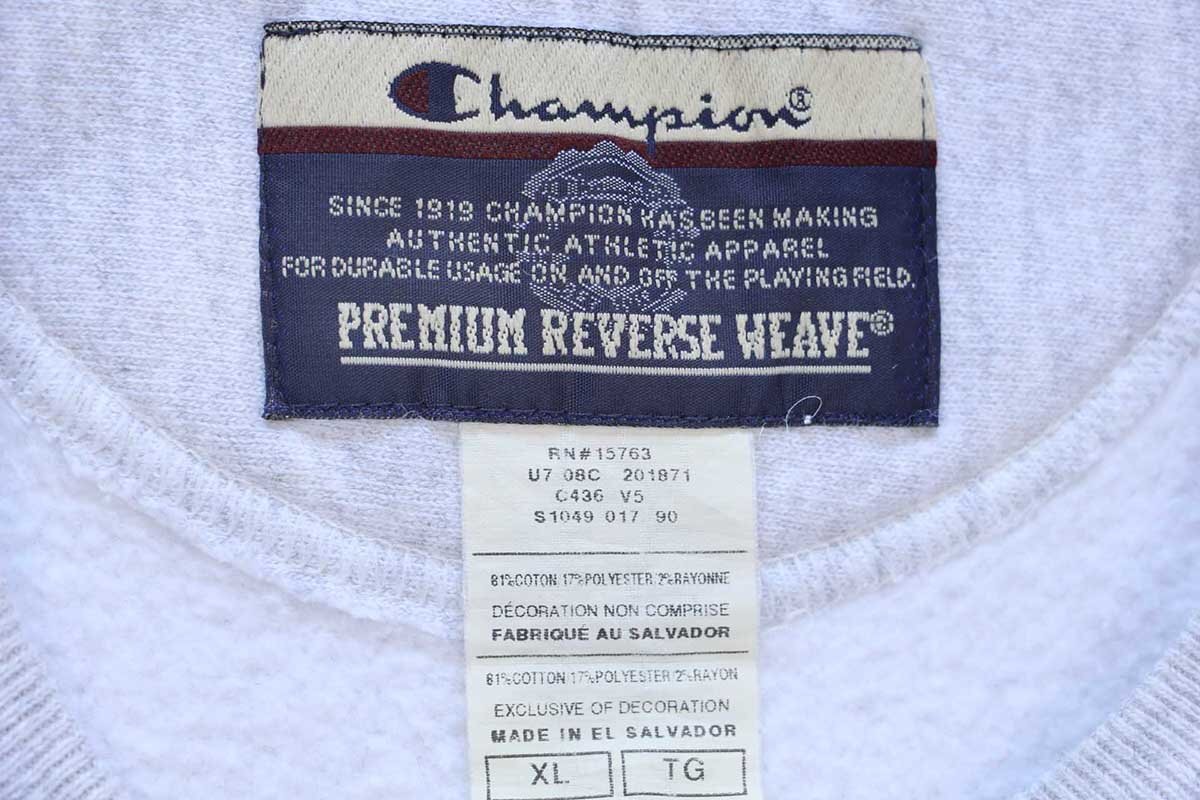 Champion®
SINCE 1919 CHAMPION HAS BEEN MAKING
AUTHENTIC ATHLETIC APPAREL
FOR DURABLE USAGE ON AND OFF THE PLAYING FIELD.
PREMIUM REVERSE WEAVE®
RN#15763
U7 08C 201871
C436 V5
S1049 017 90
81%COTON 17%POLYESTER 2%RAYONNE
DÉCORATION NON COMPRISE
FABRIQUÉ AU SALVADOR
81%COTTON 17%POLYESTER 2%RAYON
EXCLUSIVE OF DECORATION
MADE IN EL SALVADOR
XL TG